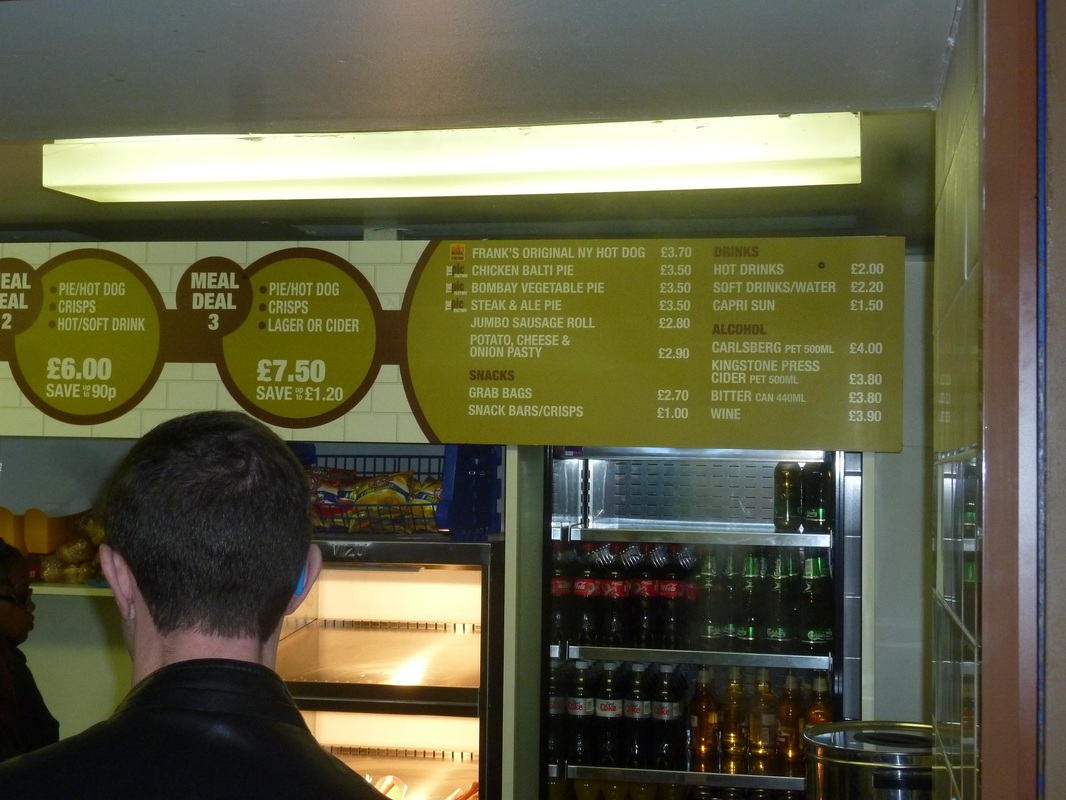 EAL
EAL
2
• PIE/HOT DOG
• CRISPS
• HOT/SOFT DRINK
£6.00
SAVE up to 90p
MEAL
DEAL
3
• PIE/HOT DOG
• CRISPS
• LAGER OR CIDER
£7.50
SAVE up to £1.20
FRANK'S ORIGINAL NY HOT DOG £3.70
CHICKEN BALTI PIE £3.50
BOMBAY VEGETABLE PIE £3.50
STEAK & ALE PIE £3.50
JUMBO SAUSAGE ROLL £2.80
POTATO, CHEESE &
ONION PASTY £2.90
SNACKS
GRAB BAGS £2.70
SNACK BARS/CRISPS £1.00
DRINKS
HOT DRINKS £2.00
SOFT DRINKS/WATER £2.20
CAPRI SUN £1.50
ALCOHOL
CARLSBERG PET 500ML £4.00
KINGSTONE PRESS
CIDER PET 500ML £3.80
BITTER CAN 440ML £3.80
WINE £3.90
Coke
Coke
Coke